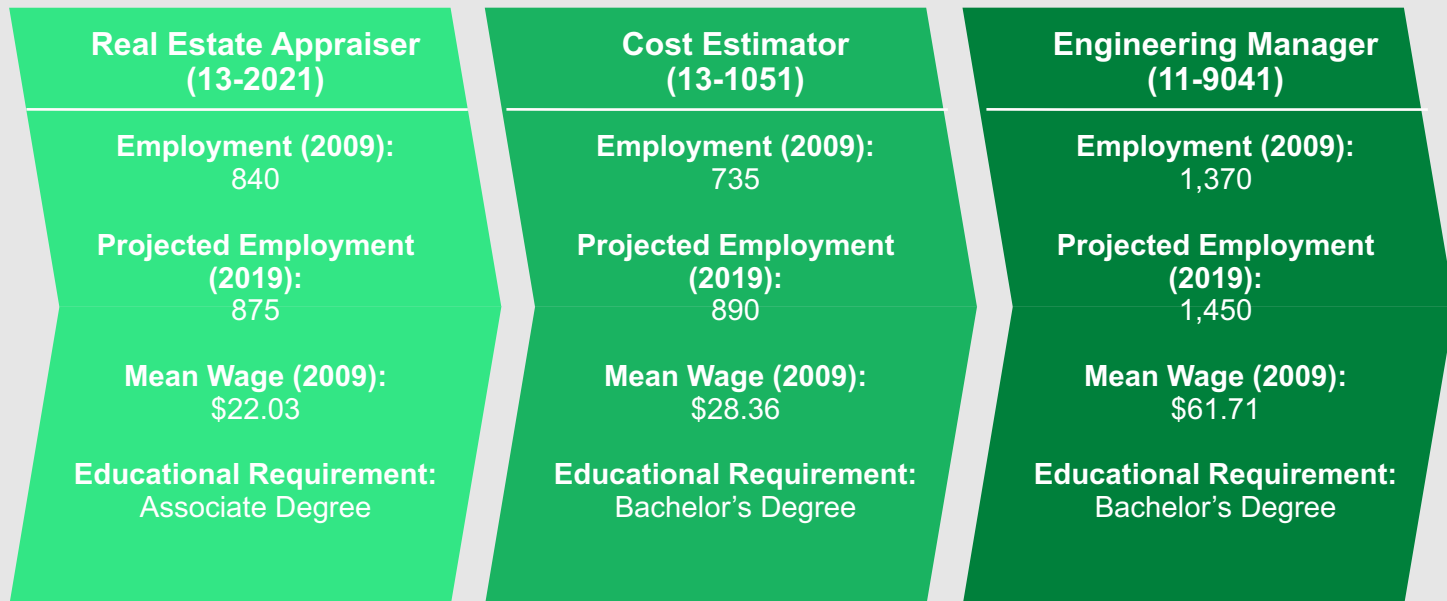 Real Estate Appraiser
(13-2021)
Employment (2009):
840
Projected Employment
(2019):
875
Mean Wage (2009):
$22.03
Educational Requirement:
Associate Degree
Cost Estimator
(13-1051)
Employment (2009):
735
Projected Employment
(2019):
890
Mean Wage (2009):
$28.36
Educational Requirement:
Bachelor’s Degree
Engineering Manager
(11-9041)
Employment (2009):
1,370
Projected Employment
(2019):
1,450
Mean Wage (2009):
$61.71
Educational Requirement:
Bachelor’s Degree